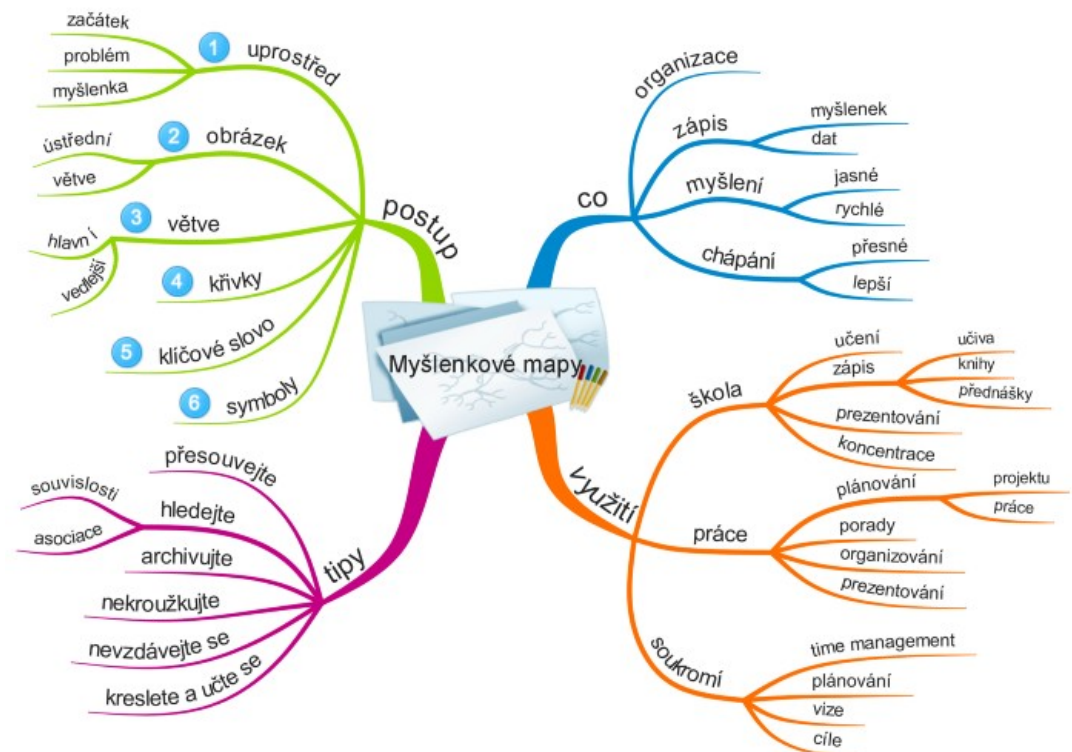 Myšlenkové mapy
postup
1 uprostřed
začátek
problém
myšlenka
2 obrázek
ústřední
větve
3 větve
hlavní
vedlejší
4 křivky
5 klíčové slovo
6 symboly
co
organizace
zápis
myšlenek
dat
myšlení
jasné
rychlé
chápání
přesné
lepší
využití
škola
učení
zápis
učiva
knihy
přednášky
prezentování
koncentrace
práce
plánování
projektu
práce
porady
organizování
prezentování
soukromí
time management
plánování
vize
cíle
tipy
přesouvejte
hledejte
souvislosti
asociace
archivujte
nekroužkujte
nevzdávejte se
kreslete a učte se